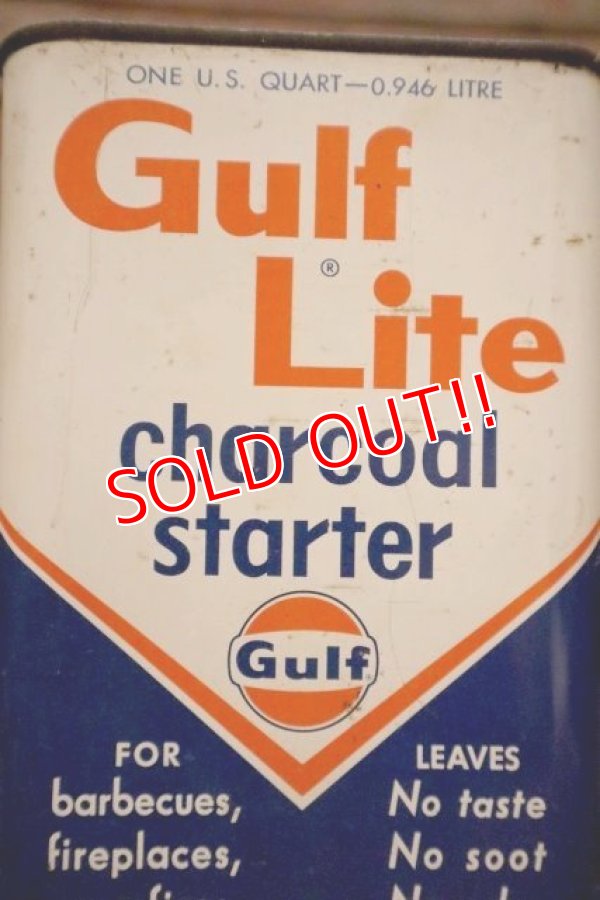 ONE U.S. QUART—0.946 LITRE
Gulf
Lite®
charcoal
starter
SOLD OUT!!
Gulf
FOR
barbecues,
fireplaces,
LEAVES
No taste
No soot
No